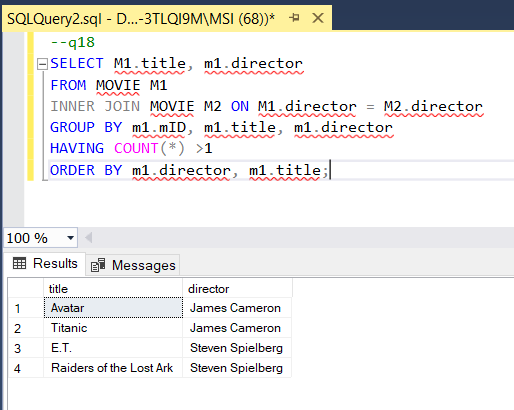 SQLQuery2.sql - D...-3TLQI9M\MSI (68))*
--q18
SELECT M1.title, m1.director
FROM MOVIE M1
INNER JOIN MOVIE M2 ON M1.director = M2.director
GROUP BY m1.mID, m1.title, m1.director
HAVING COUNT(*) >1
ORDER BY m1.director, m1.title;
100 %
Results Messages
title director
1 Avatar James Cameron
2 Titanic James Cameron
3 E.T. Steven Spielberg
4 Raiders of the Lost Ark Steven Spielberg